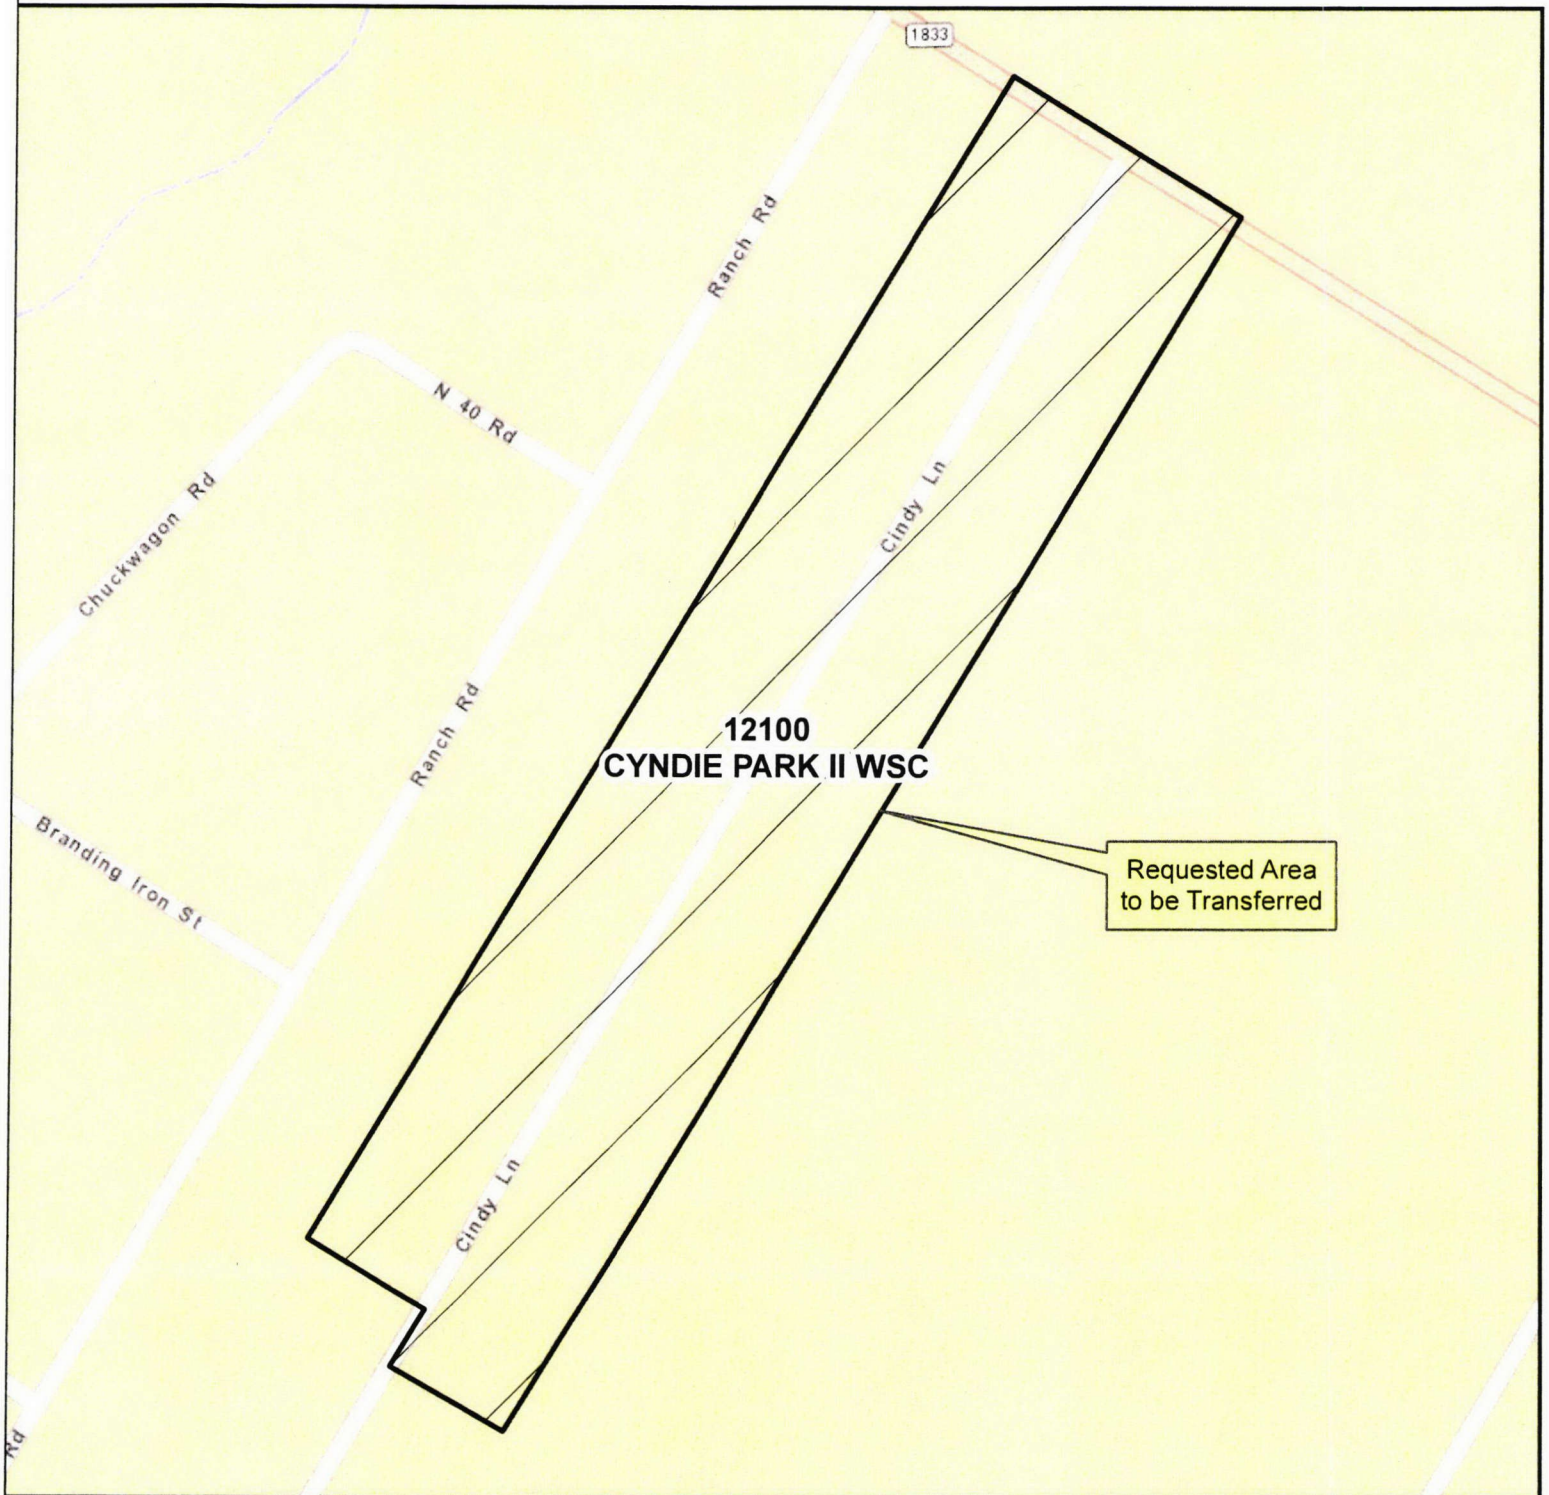 1833
Ranch Rd
N 40 Rd
Chuckwagon Rd
Cindy Ln
Ranch Rd
12100
CYNDIE PARK II WSC
Branding Iron St
Requested Area
to be Transferred
Cindy Ln
Rd